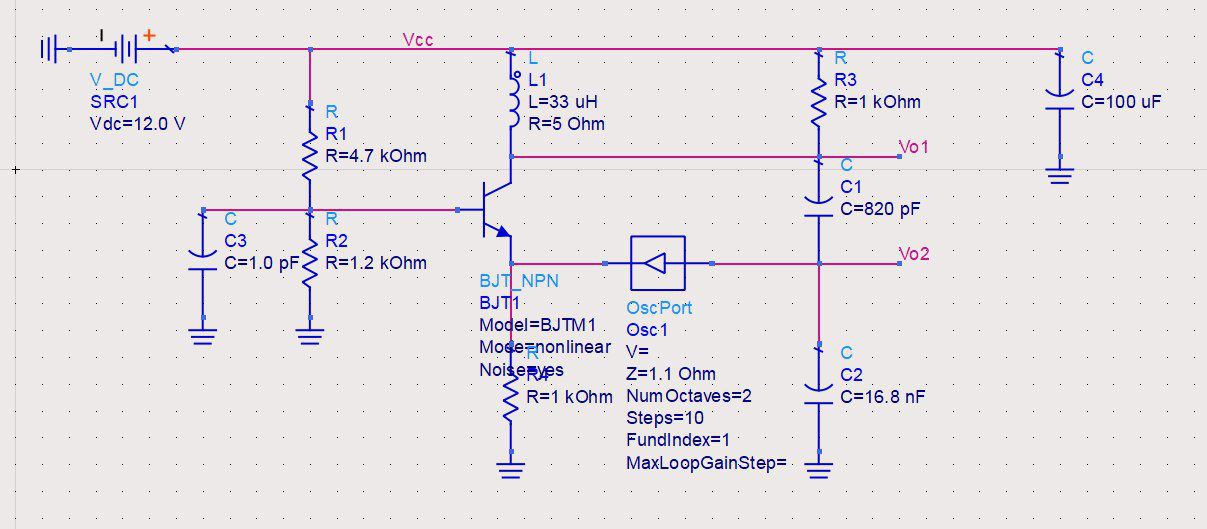 Vcc
V_DC
SRC1
Vdc=12.0 V
R
R1
R=4.7 kOhm
L
L1
L=33 uH
R=5 Ohm
R
R3
R=1 kOhm
C
C4
C=100 uF
Vo1
C
C1
C=820 pF
C
C3
C=1.0 pF
R
R2
R=1.2 kOhm
Vo2
BJT_NPN
BJT1
Model=BJTM1
Mode=nonlinear
Noise=yes
R
R4
R=1 kOhm
OscPort
Osc1
V=
Z=1.1 Ohm
NumOctaves=2
Steps=10
FundIndex=1
MaxLoopGainStep=
C
C2
C=16.8 nF